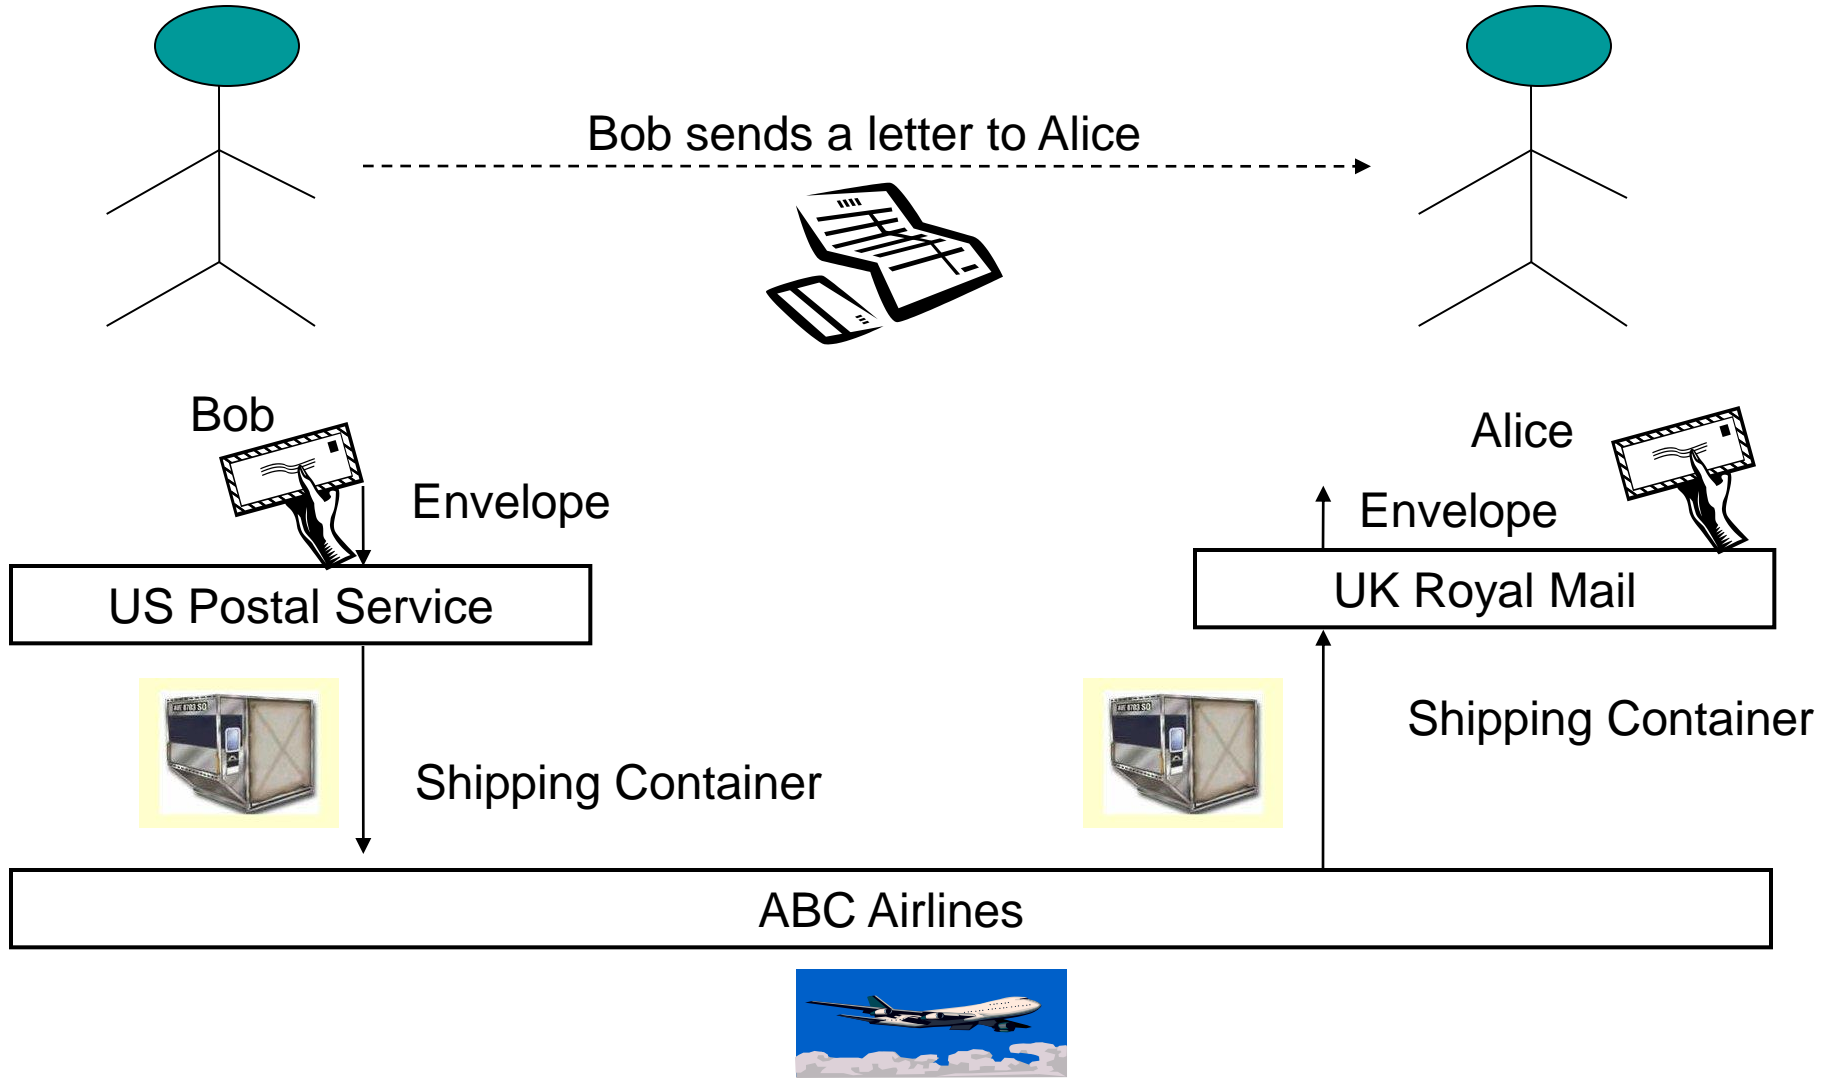 Bob sends a letter to Alice
Bob
Alice
Envelope
Envelope
US Postal Service
UK Royal Mail
Shipping Container
Shipping Container
ABC Airlines